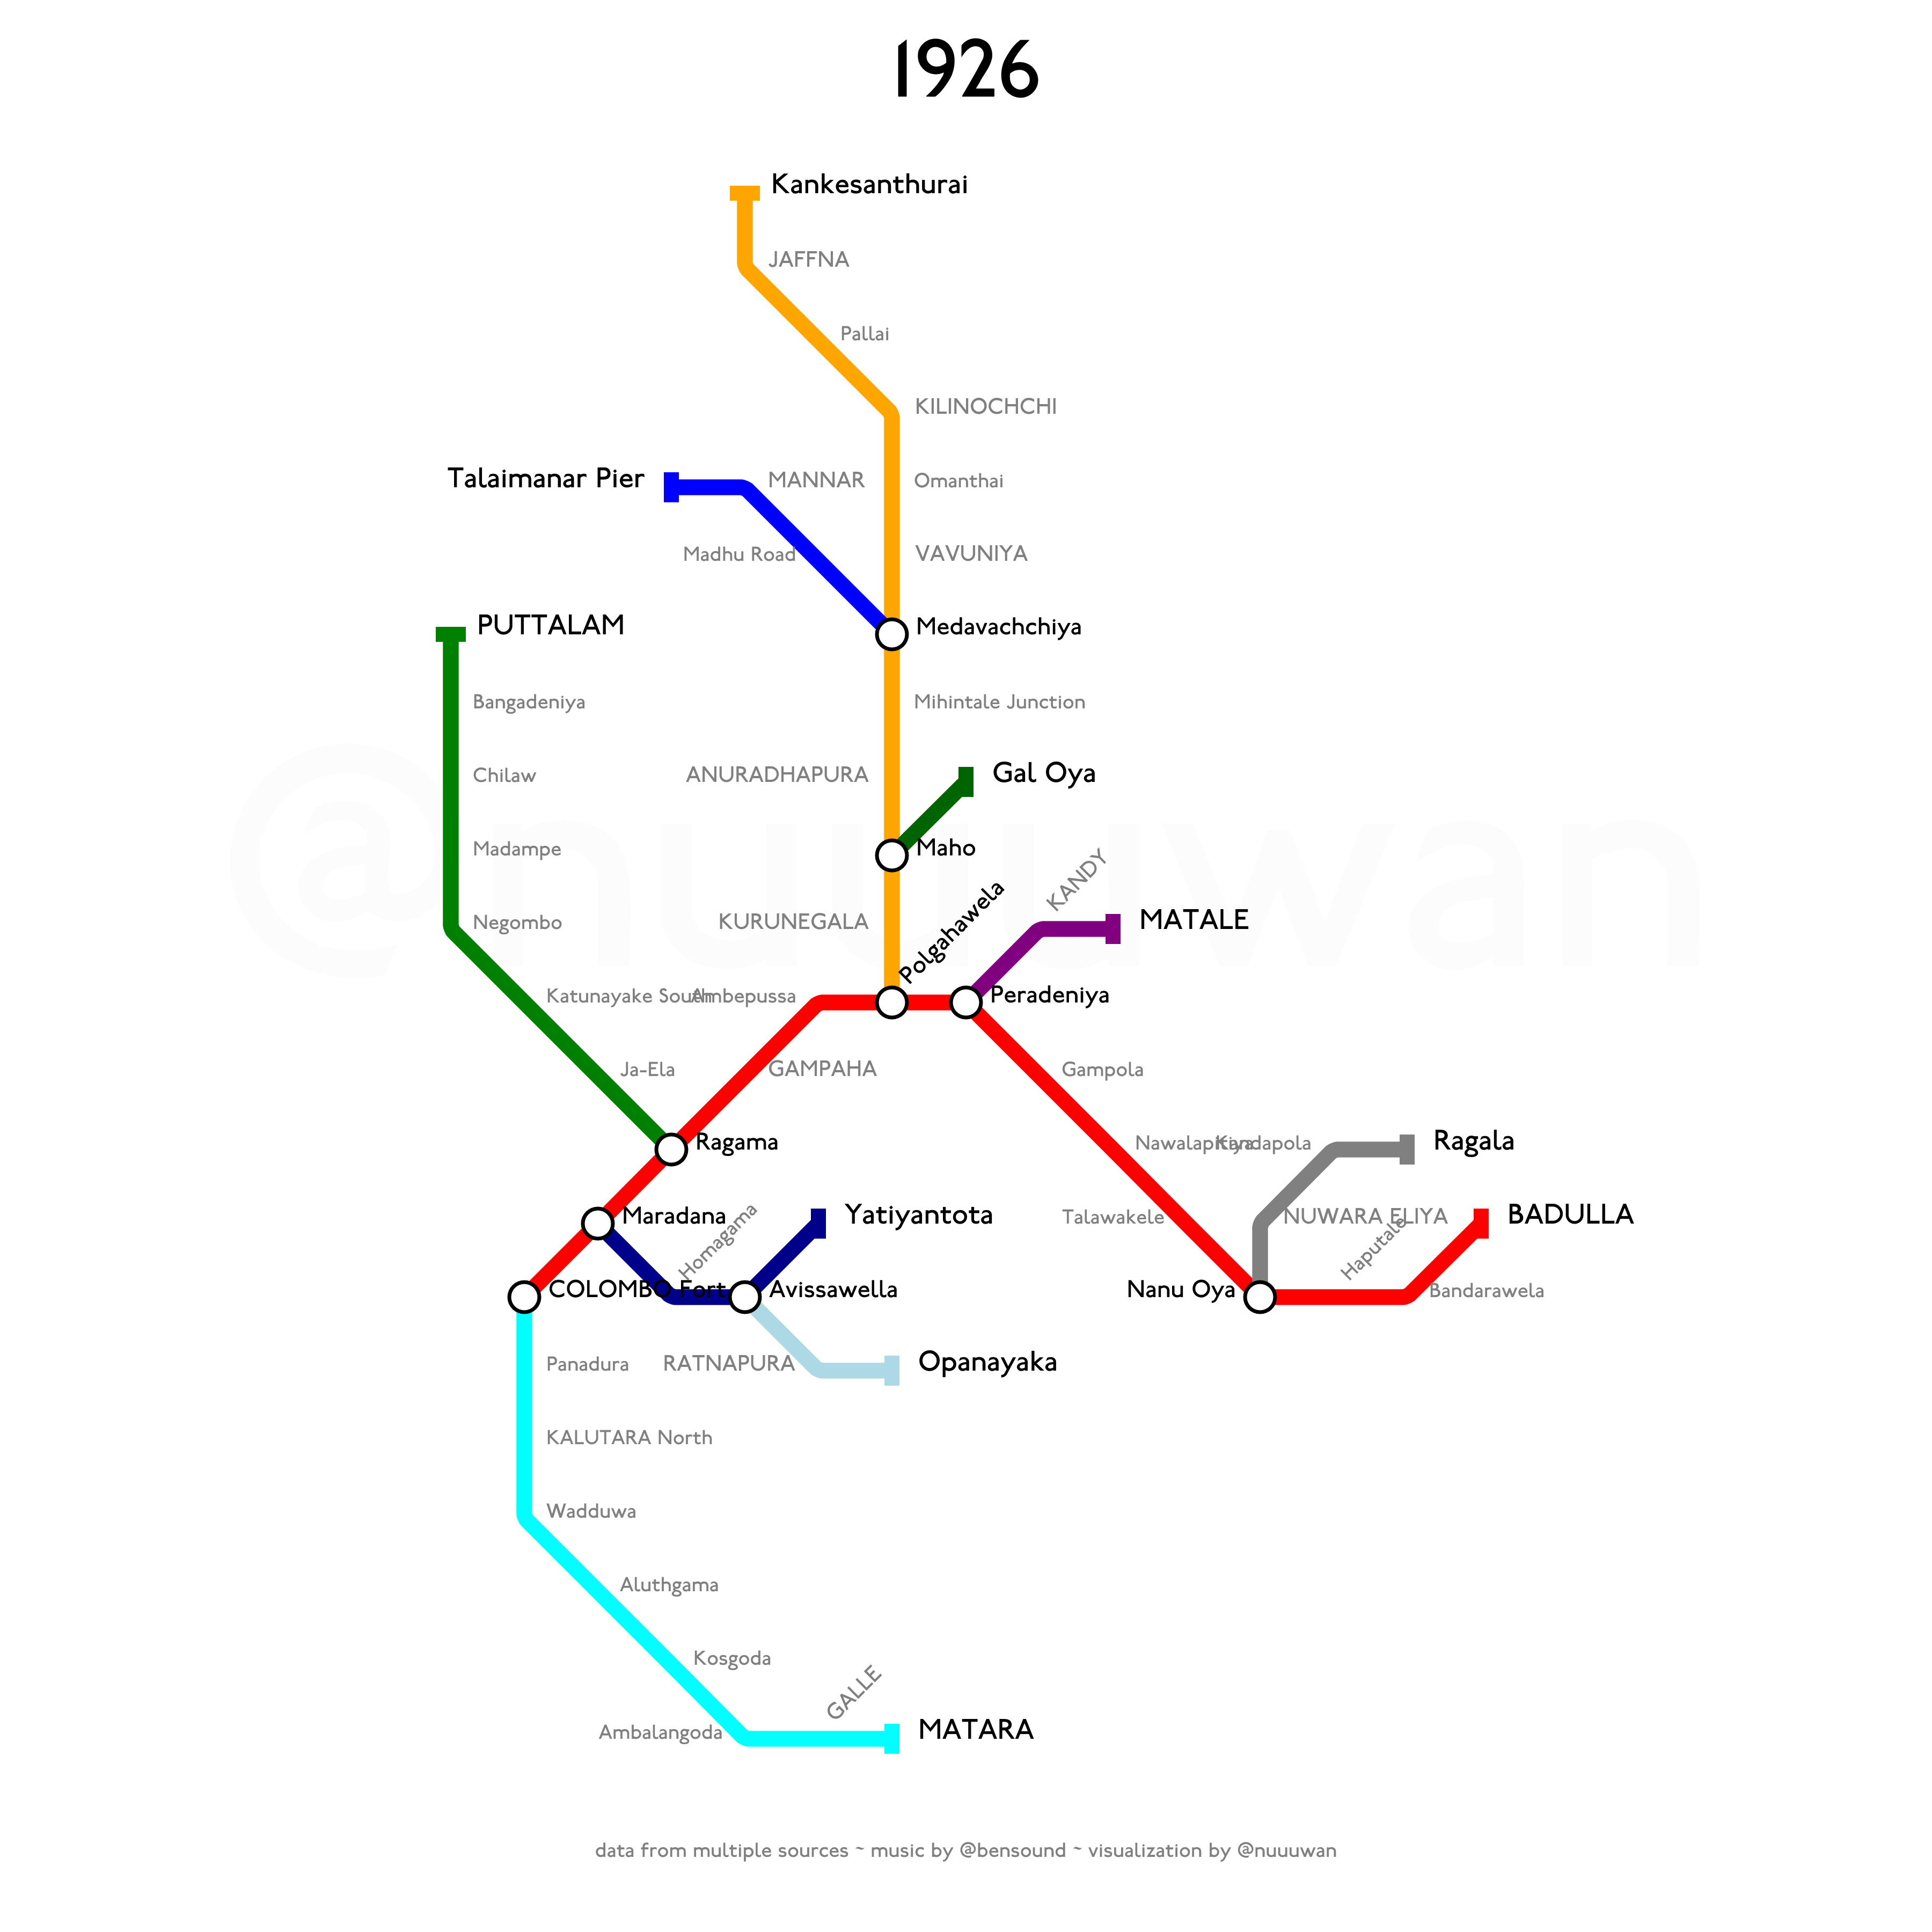 1926
Kankesanthurai
JAFFNA
Pallai
KILINOCHCHI
Talaimanar Pier
MANNAR
Omanthai
Madhu Road
VAVUNIYA
PUTTALAM
Medavachchiya
Bangadeniya
Mihintale Junction
Chilaw
ANURADHAPURA
Gal Oya
Madampe
Maho
@nuuuwan
KANDY
Negombo
KURUNEGALA
Polgahawela
MATALE
Katunayake South
Ambepussa
Peradeniya
Ja-Ela
GAMPAHA
Gampola
Ragama
Nawalapitiya
Kandapola
Ragala
Maradana
Homagama
Yatiyantota
Talawakele
NUWARA ELIYA
Haputale
BADULLA
COLOMBO Fort
Avissawella
Nanu Oya
Bandarawela
Panadura
RATNAPURA
Opanayaka
KALUTARA North
Wadduwa
Aluthgama
Kosgoda
GALLE
Ambalangoda
MATARA
data from multiple sources ~ music by @bensound ~ visualization by @nuuuwan